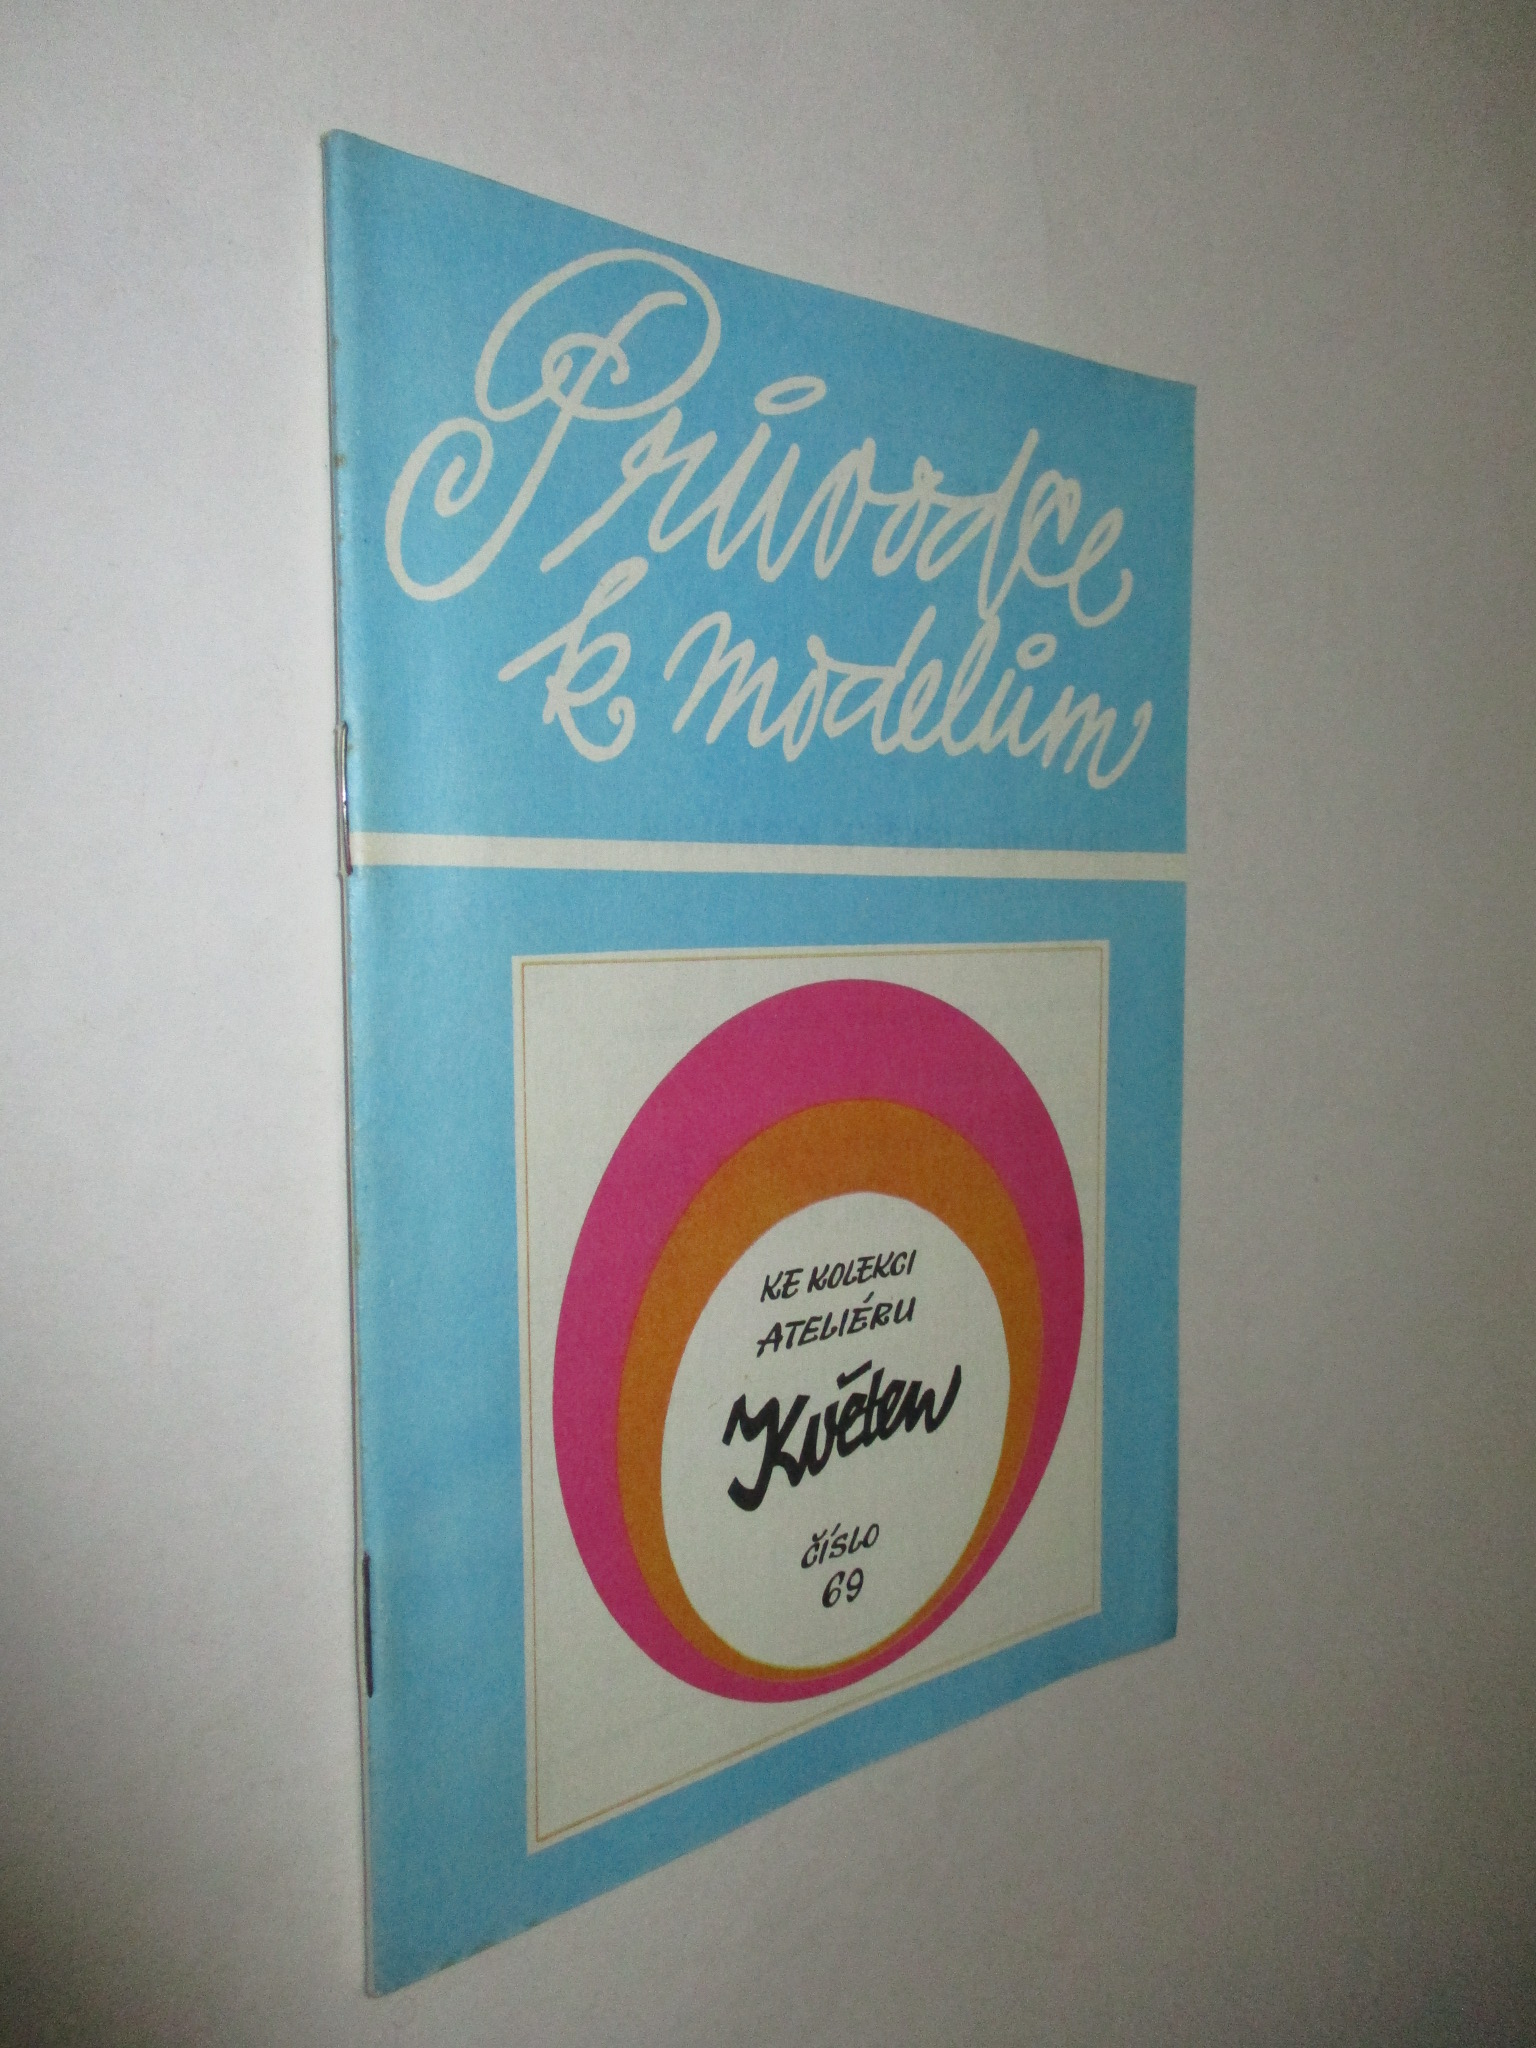 Průvodce
k modelům
KE KOLEKCI
ATELIÉRU
Květen
ČÍSLO
69